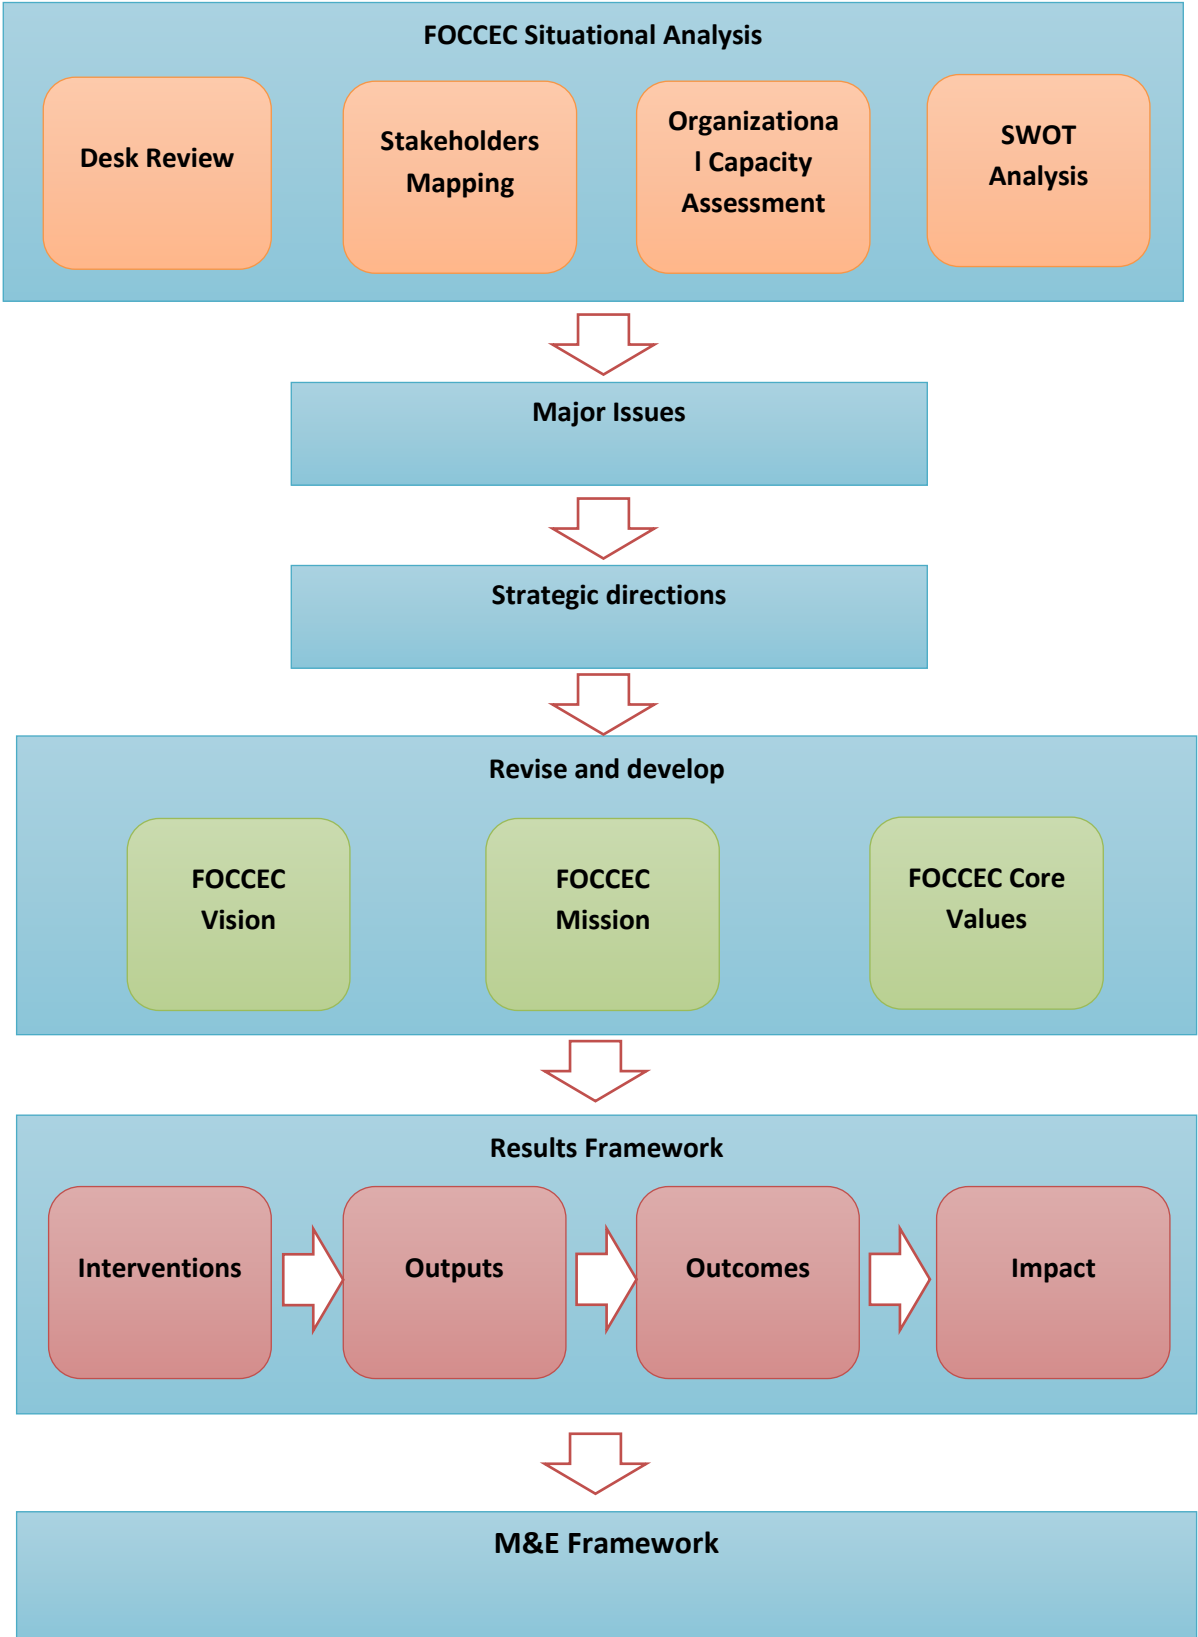 FOCCEC Situational Analysis
Desk Review
Stakeholders
Mapping
Organizationa
l Capacity
Assessment
SWOT
Analysis
Major Issues
Strategic directions
Revise and develop
FOCCEC
Vision
FOCCEC
Mission
FOCCEC Core
Values
Results Framework
Interventions
Outputs
Outcomes
Impact
M&E Framework